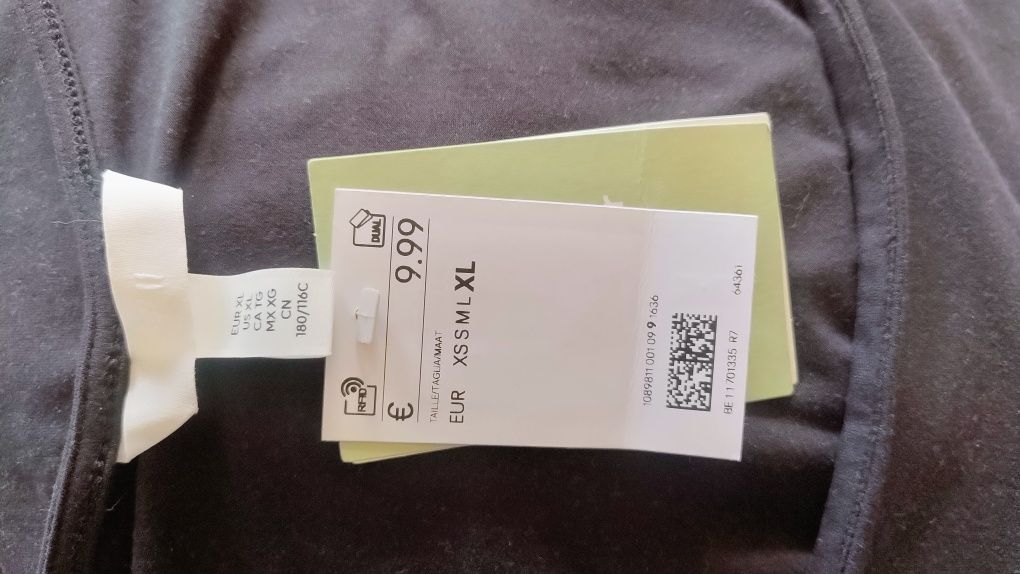 EUR XL
US XL
CA TG
MX XG
CN
180/116C
RFID
DUAL
€ 9.99
TAILLE/TAGLIA/MAAT
EUR XS S M L XL
1089811 001 09 9 1636
BE 11 701335 R7
64361